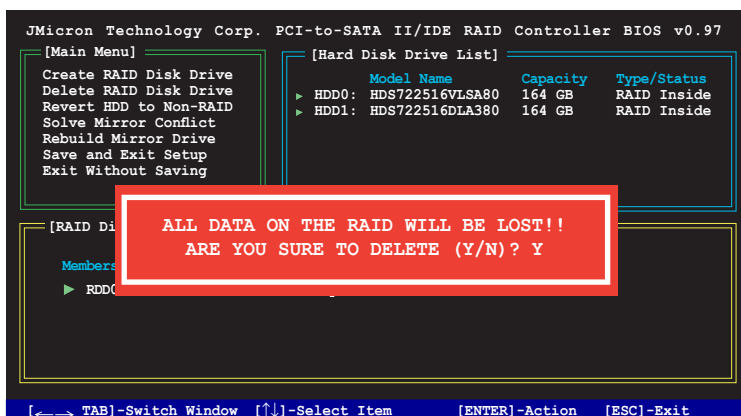 JMicron Technology Corp. PCI-to-SATA II/IDE RAID Controller BIOS v0.97
[Main Menu]
Create RAID Disk Drive
Delete RAID Disk Drive
Revert HDD to Non-RAID
Solve Mirror Conflict
Rebuild Mirror Drive
Save and Exit Setup
Exit Without Saving
[Hard Disk Drive List]
Model Name Capacity Type/Status
HDD0: HDS722516VLSA80 164 GB RAID Inside
HDD1: HDS722516DLA380 164 GB RAID Inside
[RAID Di
ALL DATA ON THE RAID WILL BE LOST!!
ARE YOU SURE TO DELETE (Y/N)? Y
Members
RDD0
[←→ TAB]-Switch Window [↑↓]-Select Item [ENTER]-Action [ESC]-Exit